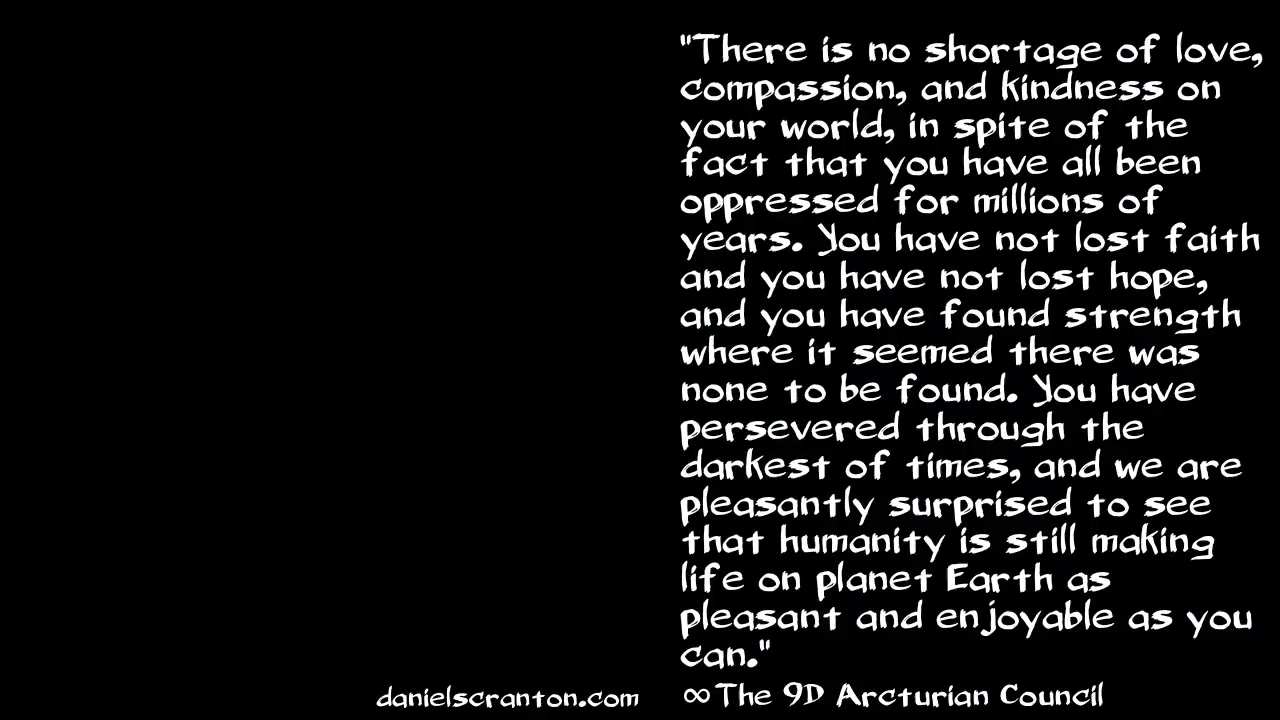 "There is no shortage of love,
compassion, and kindness on
your world, in spite of the
fact that you have all been
oppressed for millions of
years. You have not lost faith
and you have not lost hope,
and you have found strength
where it seemed there was
none to be found. You have
persevered through the
darkest of times, and we are
pleasantly surprised to see
that humanity is still making
life on planet Earth as
pleasant and enjoyable as you
can."
danielscranton.com ∞The 9D Arcturian Council